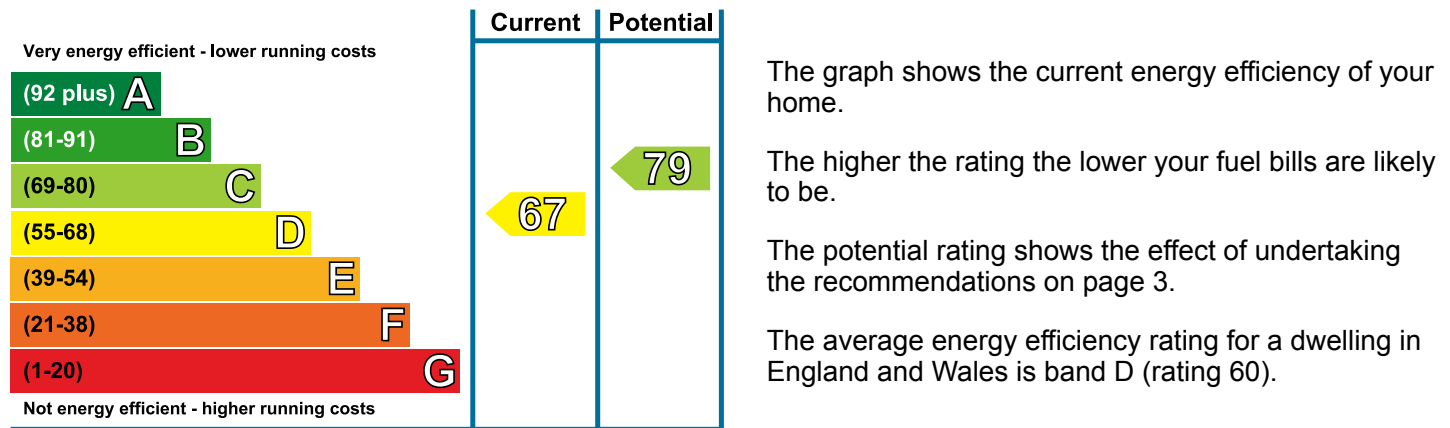 Current Potential
Very energy efficient - lower running costs
(92 plus) A
(81-91) B
(69-80) C
(55-68) D
(39-54) E
(21-38) F
(1-20) G
Not energy efficient - higher running costs
67
79
The graph shows the current energy efficiency of your
home.
The higher the rating the lower your fuel bills are likely
to be.
The potential rating shows the effect of undertaking
the recommendations on page 3.
The average energy efficiency rating for a dwelling in
England and Wales is band D (rating 60).